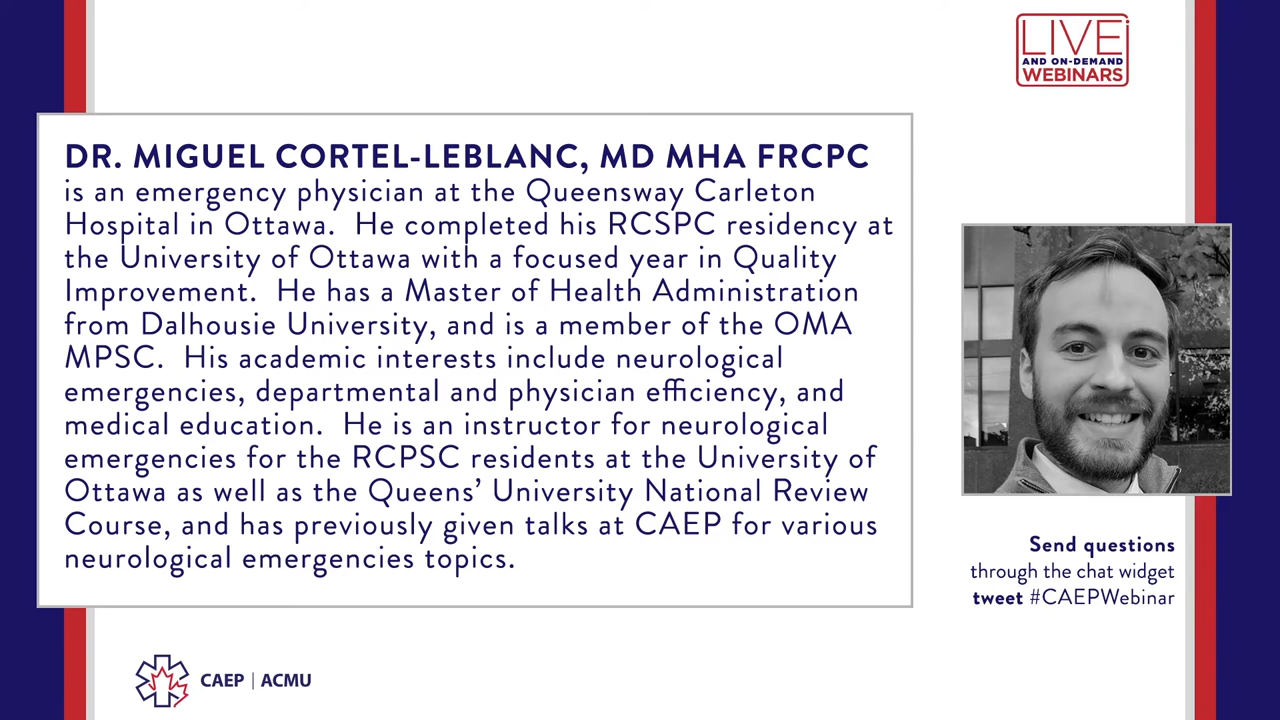 LIVE
AND ON-DEMAND
WEBINARS
DR. MIGUEL CORTEL-LEBLANC, MD MHA FRCPC
is an emergency physician at the Queensway Carleton
Hospital in Ottawa. He completed his RCSPC residency at
the University of Ottawa with a focused year in Quality
Improvement. He has a Master of Health Administration
from Dalhousie University, and is a member of the OMA
MPSC. His academic interests include neurological
emergencies, departmental and physician efficiency, and
medical education. He is an instructor for neurological
emergencies for the RCPSC residents at the University of
Ottawa as well as the Queens’ University National Review
Course, and has previously given talks at CAEP for various
neurological emergencies topics.
Send questions
through the chat widget
tweet #CAEPWebinar
CAEP | ACMU